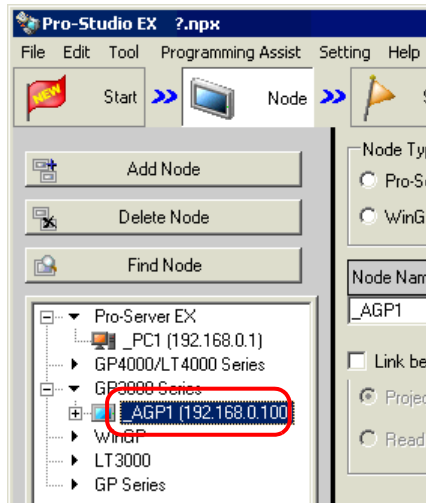 Pro-Studio EX ?.npx
File Edit Tool Programming Assist Setting Help
NEW Start Node
Add Node
Delete Node
Find Node
Pro-Server EX
_PC1 (192.168.0.1)
GP4000/LT4000 Series
GP3000 Series
_AGP1 (192.168.0.100
WinGP
LT3000
GP Series
Node Ty
Pro-S
WinG
Node Nam
_AGP1
Link be
Projec
Read